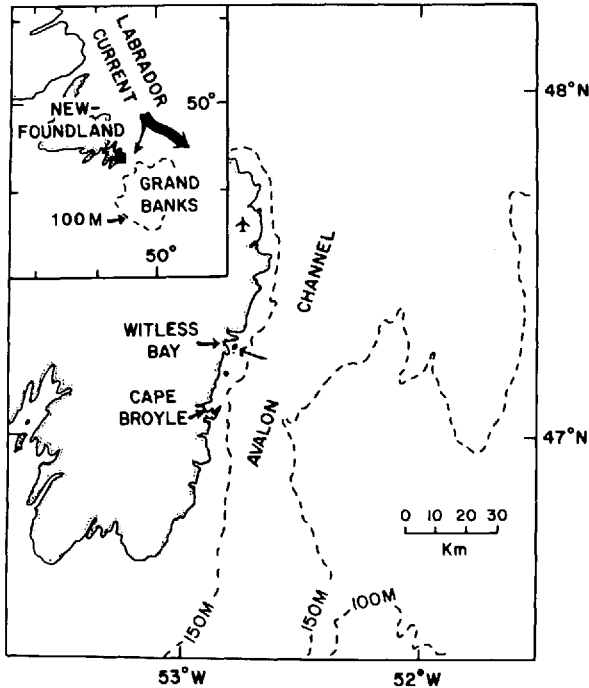 LABRADOR
CURRENT
50°
NEW-
FOUNDLAND
GRAND
BANKS
100M
50°
48°N
CHANNEL
WITLESS
BAY
CAPE
BROYLE
AVALON
47°N
0 10 20 30
Km
150M
150M
100M
53°W
52°W